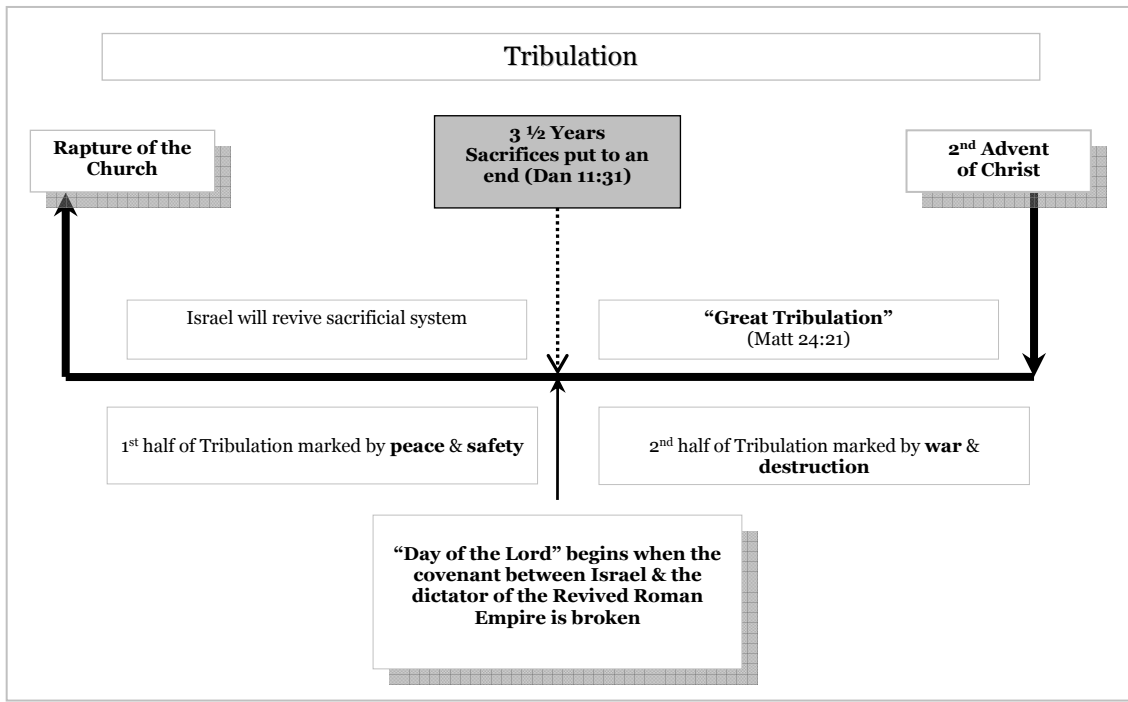 Tribulation
Rapture of the
Church
3 ½ Years
Sacrifices put to an
end (Dan 11:31)
2nd Advent
of Christ
Israel will revive sacrificial system
“Great Tribulation”
(Matt 24:21)
1st half of Tribulation marked by peace & safety
2nd half of Tribulation marked by war &
destruction
“Day of the Lord” begins when the
covenant between Israel & the
dictator of the Revived Roman
Empire is broken